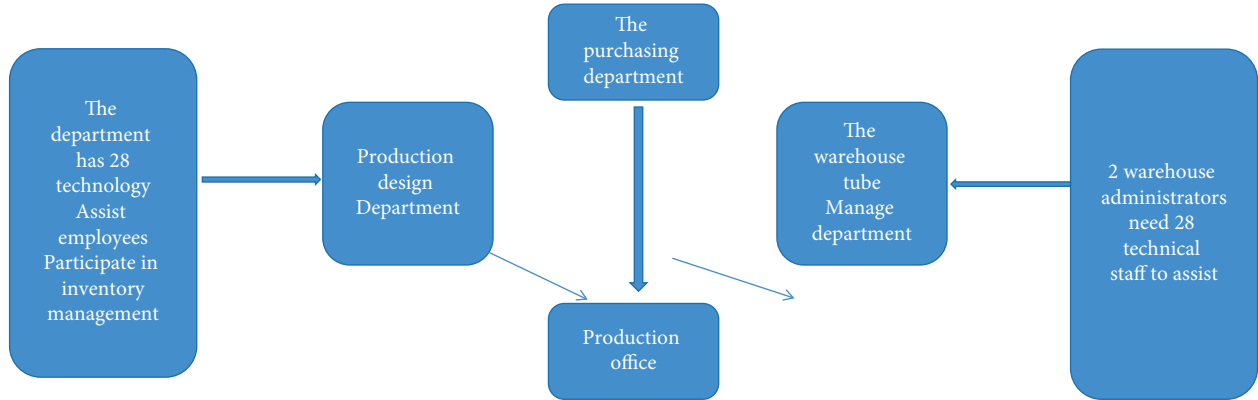 The
department
has 28
technology
Assist
employees
Participate in
inventory
management
Production
design
Department
The
purchasing
department
Production
office
The
warehouse
tube
Manage
department
2 warehouse
administrators
need 28
technical
staff to assist